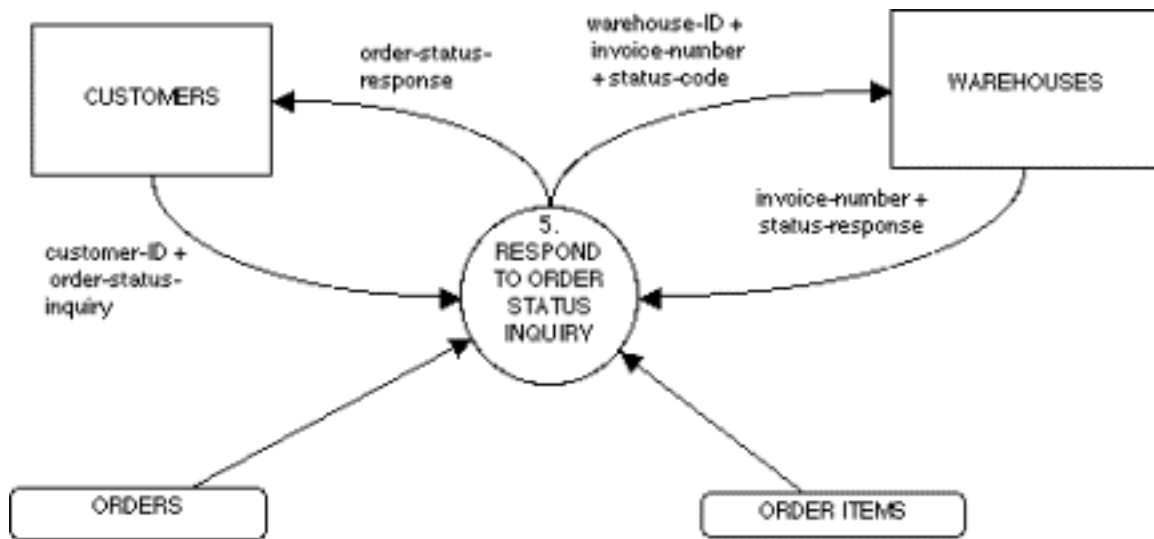 CUSTOMERS
order-status-
response
warehouse-ID +
invoice-number
+ status-code
WAREHOUSES
customer-ID +
order-status-
inquiry
5.
RESPOND
TO ORDER
STATUS
INQUIRY
invoice-number +
status-response
ORDERS
ORDER ITEMS